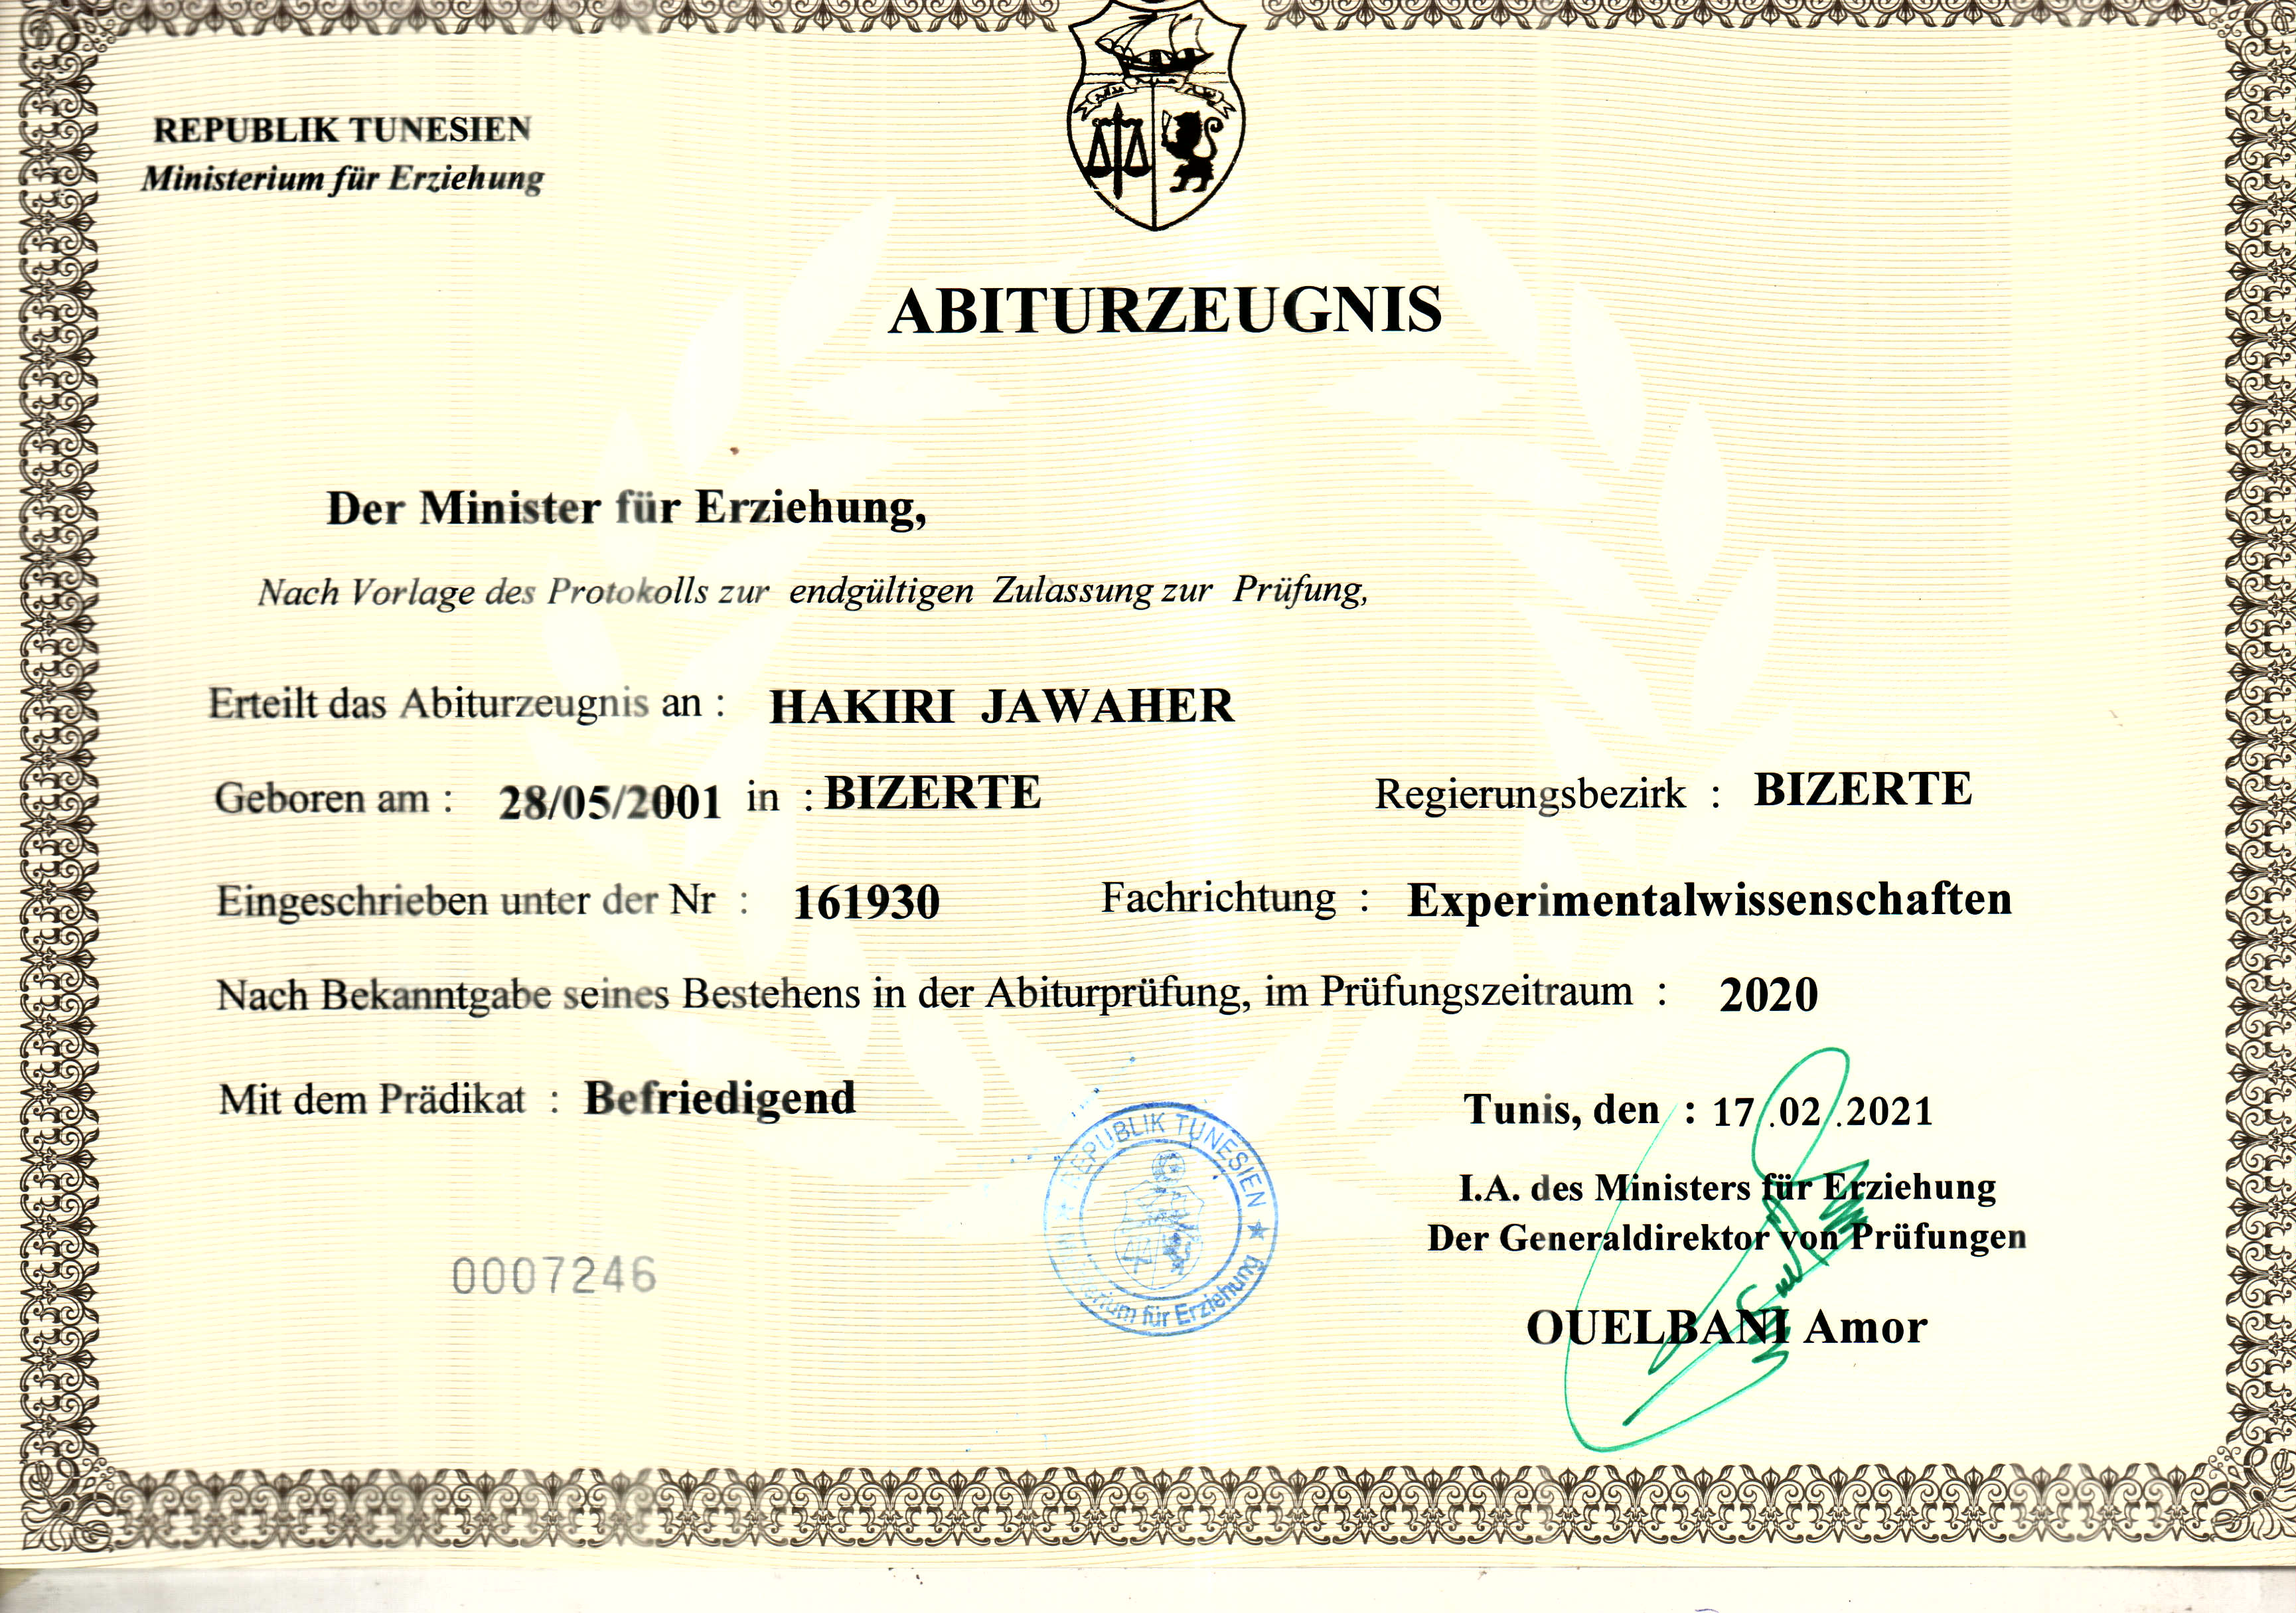 REPUBLIK TUNESIEN
Ministerium für Erziehung
ABITURZEUGNIS
Der Minister für Erziehung,
Nach Vorlage des Protokolls zur endgültigen Zulassung zur Prüfung,
Erteilt das Abiturzeugnis an : HAKIRI JAWAHER
Geboren am : 28/05/2001 in : BIZERTE Regierungsbezirk : BIZERTE
Eingeschrieben unter der Nr : 161930 Fachrichtung : Experimentalwissenschaften
Nach Bekanntgabe seines Bestehens in der Abiturprüfung, im Prüfungszeitraum : 2020
Mit dem Prädikat : Befriedigend
Tunis, den : 17.02.2021
I.A. des Ministers für Erziehung
Der Generaldirektor von Prüfungen
OUELBANI Amor
REPUBLIK TUNESIEN
Ministerium für Erziehung
0007246